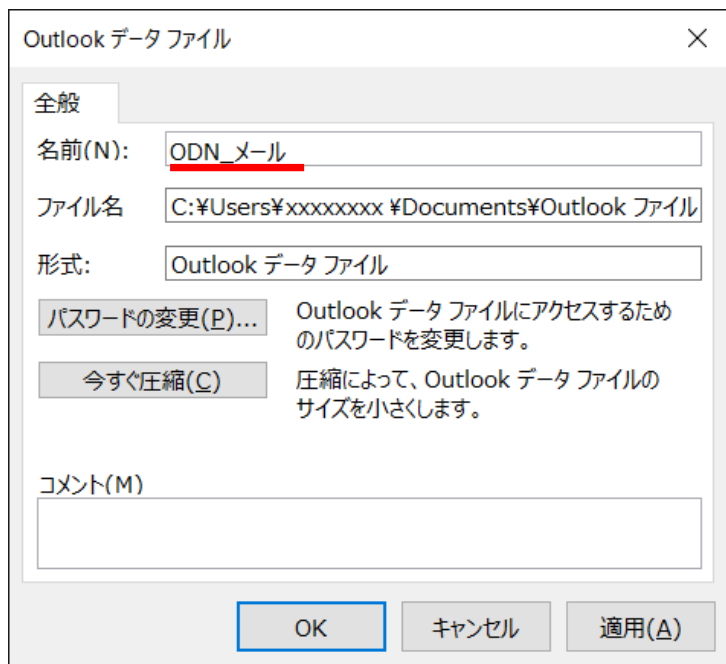 Outlook データ ファイル
全般
名前(N):
ODN_メール
ファイル名
C:¥Users¥xxxxxxxx ¥Documents¥Outlook ファイル
形式:
Outlook データ ファイル
パスワードの変更(P)...
Outlook データ ファイルにアクセスするため
のパスワードを変更します。
今すぐ圧縮(C)
圧縮によって、Outlook データ ファイルの
サイズを小さくします。
コメント(M)
OK
キャンセル
適用(A)